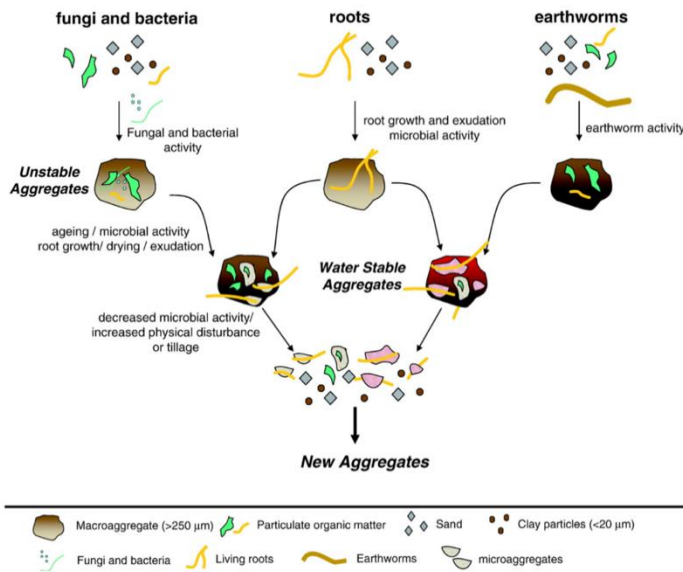 fungi and bacteria
roots
earthworms
Fungal and bacterial
activity
root growth and exudation
microbial activity
earthworm activity
Unstable
Aggregates
ageing / microbial activity
root growth/ drying / exudation
Water Stable
Aggregates
decreased microbial activity/
increased physical disturbance
or tillage
New Aggregates
Macroaggregate (>250 μm)
Particulate organic matter
Sand
Clay particles (<20 μm)
Fungi and bacteria
Living roots
Earthworms
microaggregates